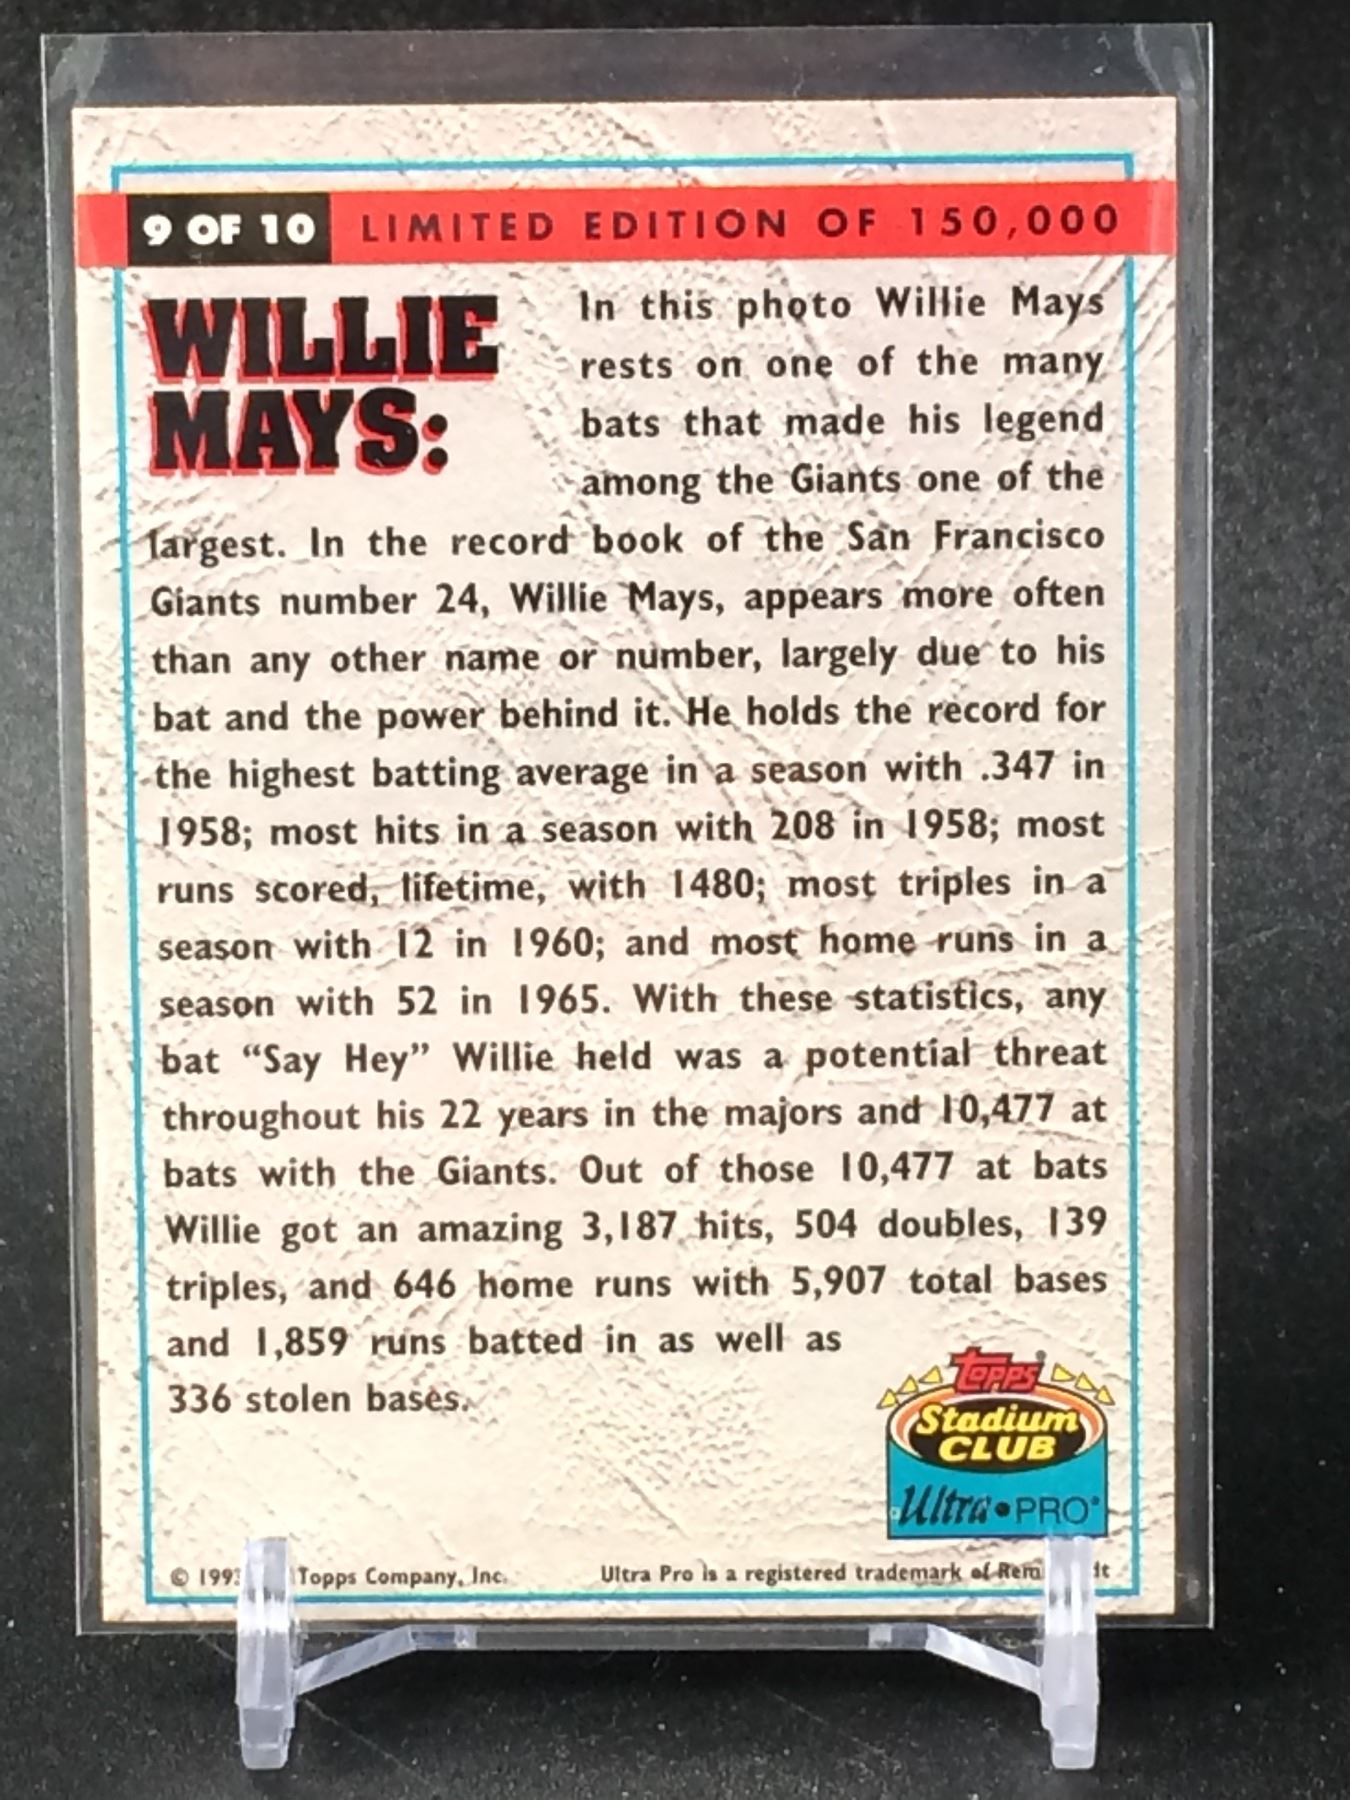 9 OF 10 LIMITED EDITION OF 150,000
WILLIE
MAYS:
In this photo Willie Mays
rests on one of the many
bats that made his legend
among the Giants one of the
largest. In the record book of the San Francisco
Giants number 24, Willie Mays, appears more often
than any other name or number, largely due to his
bat and the power behind it. He holds the record for
the highest batting average in a season with .347 in
1958; most hits in a season with 208 in 1958; most
runs scored, lifetime, with 1480; most triples in a
season with 12 in 1960; and most home runs in a
season with 52 in 1965. With these statistics, any
bat “Say Hey” Willie held was a potential threat
throughout his 22 years in the majors and 10,477 at
bats with the Giants. Out of those 10,477 at bats
Willie got an amazing 3,187 hits, 504 doubles, 139
triples, and 646 home runs with 5,907 total bases
and 1,859 runs batted in as well as
336 stolen bases.
Topps®
Stadium
CLUB
Ultra•PRO®
© Topps Company, Inc. Ultra Pro is a registered trademark of